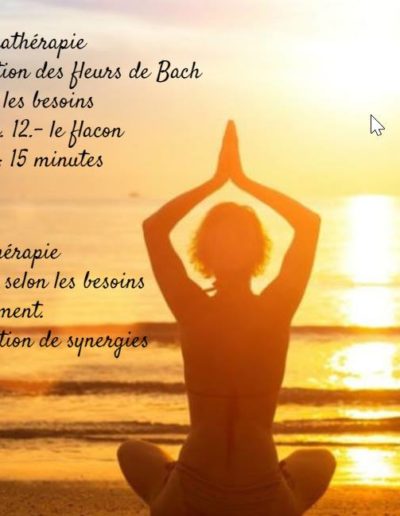 athérapie
tion des fleurs de Bach
les besoins
. 12.- le flacon
: 15 minutes
hérapie
selon les besoins
ment.
tion de synergies